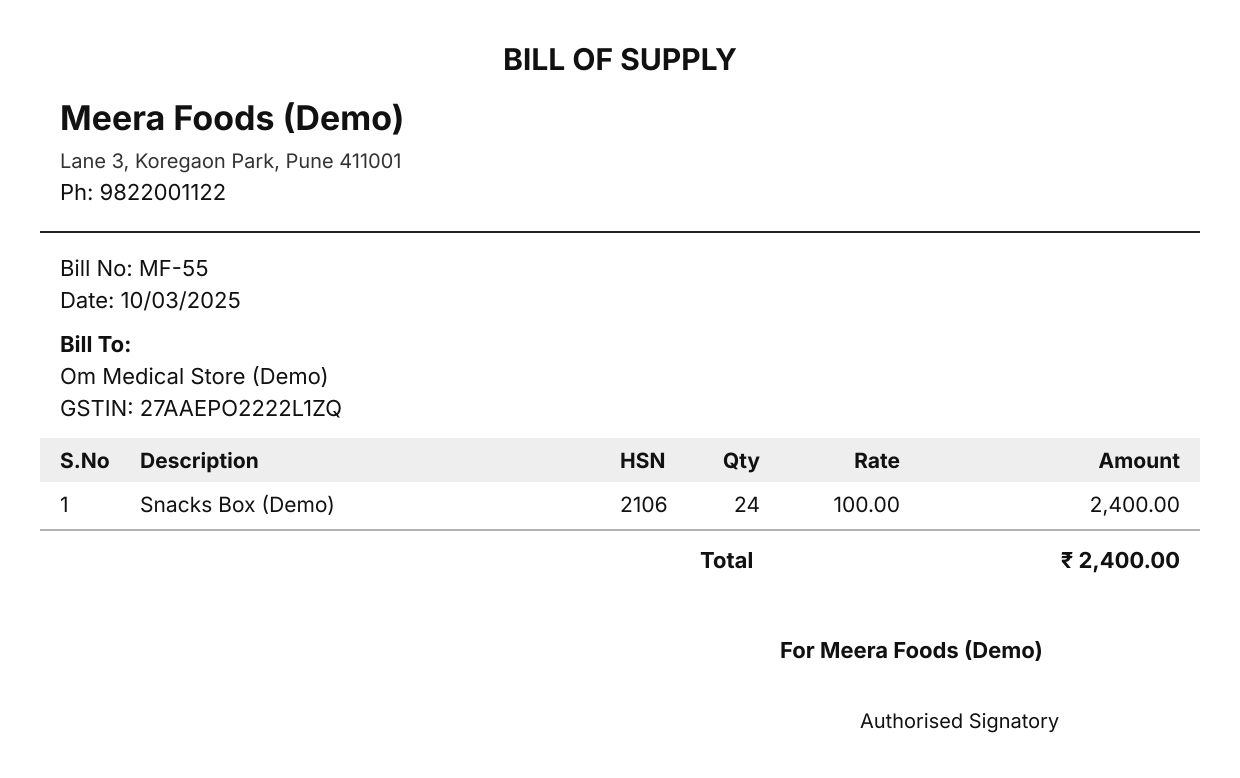 BILL OF SUPPLY
Meera Foods (Demo)
Lane 3, Koregaon Park, Pune 411001
Ph: 9822001122
Bill No: MF-55
Date: 10/03/2025
Bill To:
Om Medical Store (Demo)
GSTIN: 27AAEPO2222L1ZQ
S.No Description HSN Qty Rate Amount
1 Snacks Box (Demo) 2106 24 100.00 2,400.00
Total ₹ 2,400.00
For Meera Foods (Demo)
Authorised Signatory